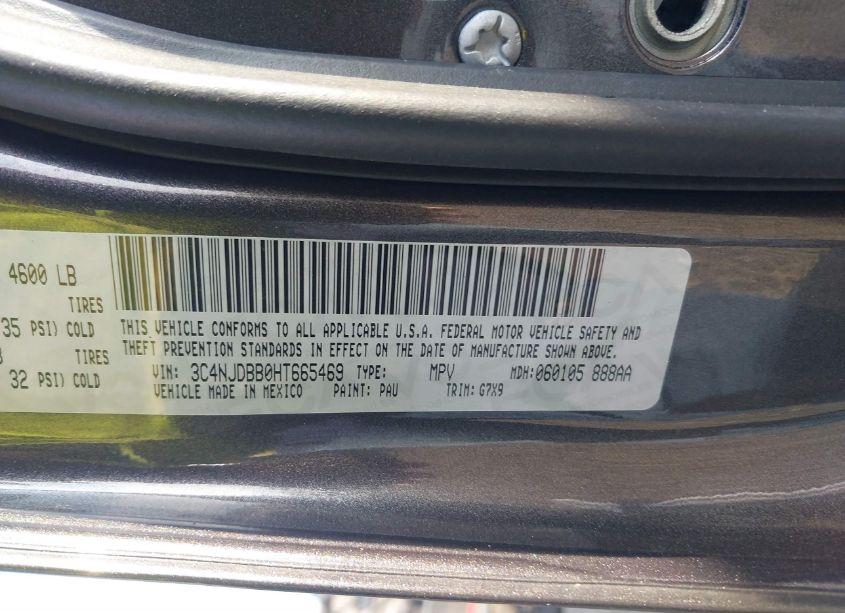 4600 LB
TIRES
35 PSI) COLD
TIRES
32 PSI) COLD
THIS VEHICLE CONFORMS TO ALL APPLICABLE U.S.A. FEDERAL MOTOR VEHICLE SAFETY AND
THEFT PREVENTION STANDARDS IN EFFECT ON THE DATE OF MANUFACTURE SHOWN ABOVE.
VIN: 3C4NJDBB0HT665469 TYPE: MPV MDH:060105 888AA
VEHICLE MADE IN MEXICO PAINT: PAU TRIM: G7X9